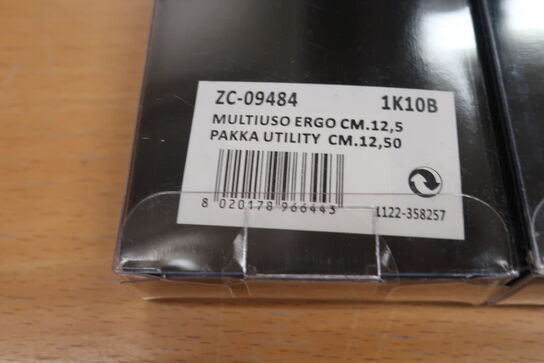 ZC-09484 1K10B
MULTIUSO ERGO CM.12,5
PAKKA UTILITY CM.12,50
8 020178 966443
1122-358257